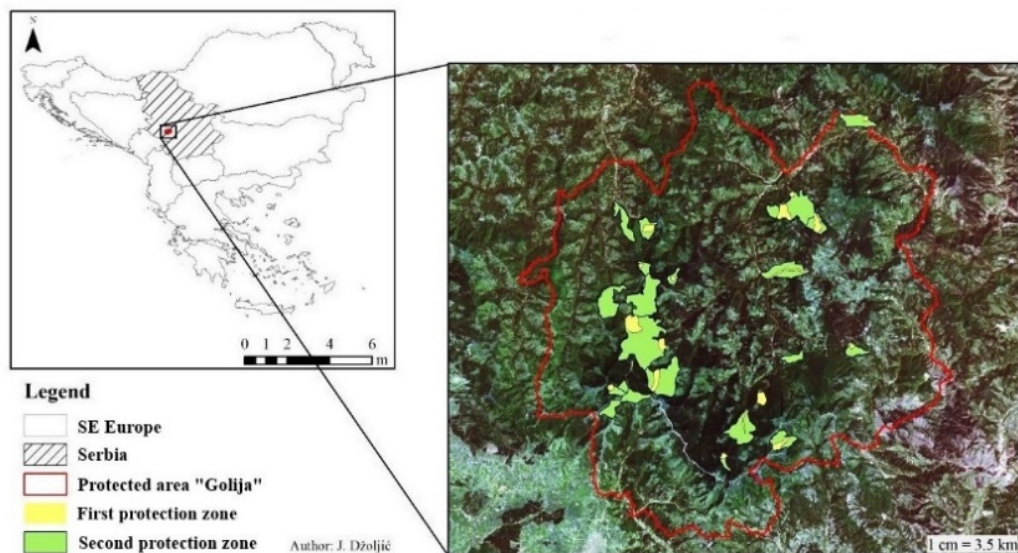 N
0 1 2 4 6
m
Legend
SE Europe
Serbia
Protected area "Golija"
First protection zone
Second protection zone
Author: J. Džoljić
1 cm = 3.5 km